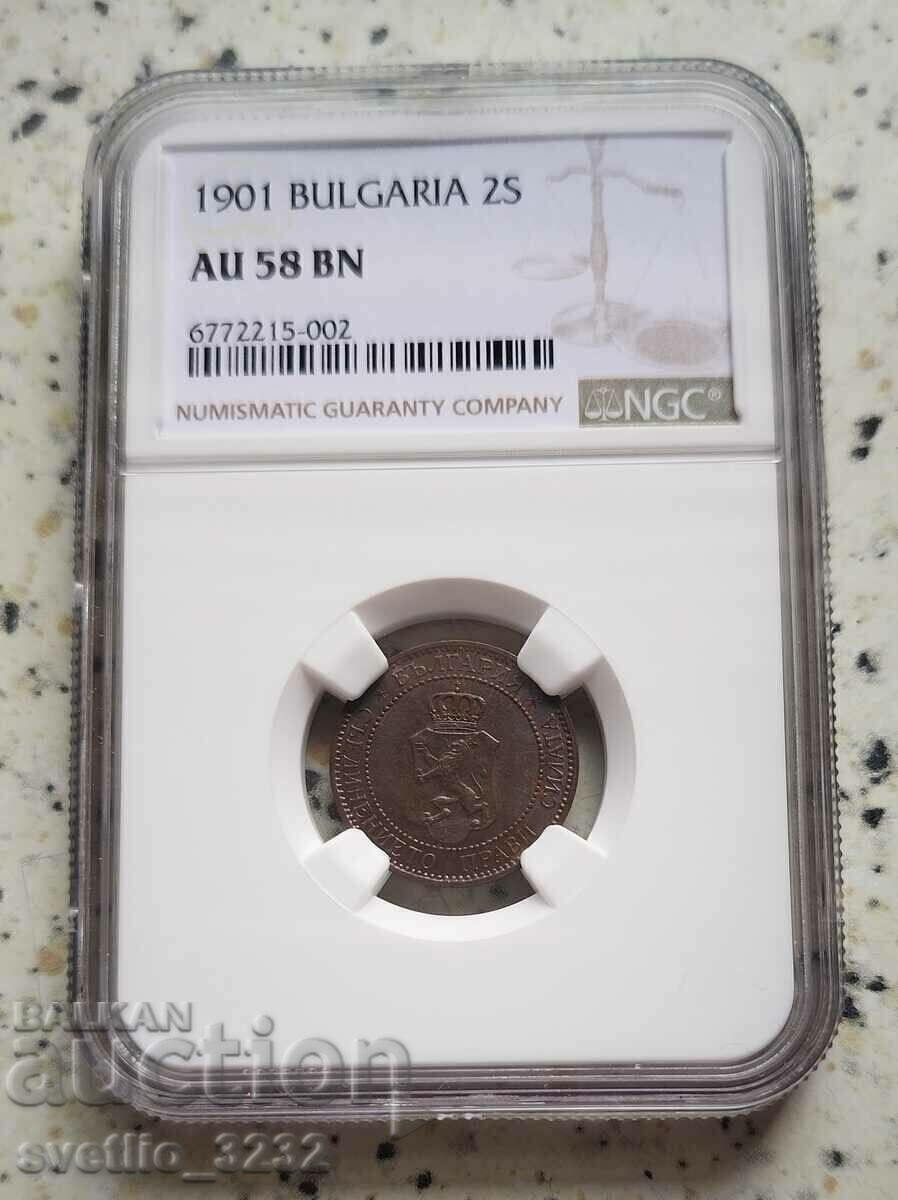 1901 BULGARIA 2S
AU 58 BN
6772215-002
NUMISMATIC GUARANTY COMPANY
NGC®
БЪЛГАРИЯ
СЪЕДИНЕНИЕТО ПРАВИ СИЛАТА
BALKAN
auction
svetlio_3232